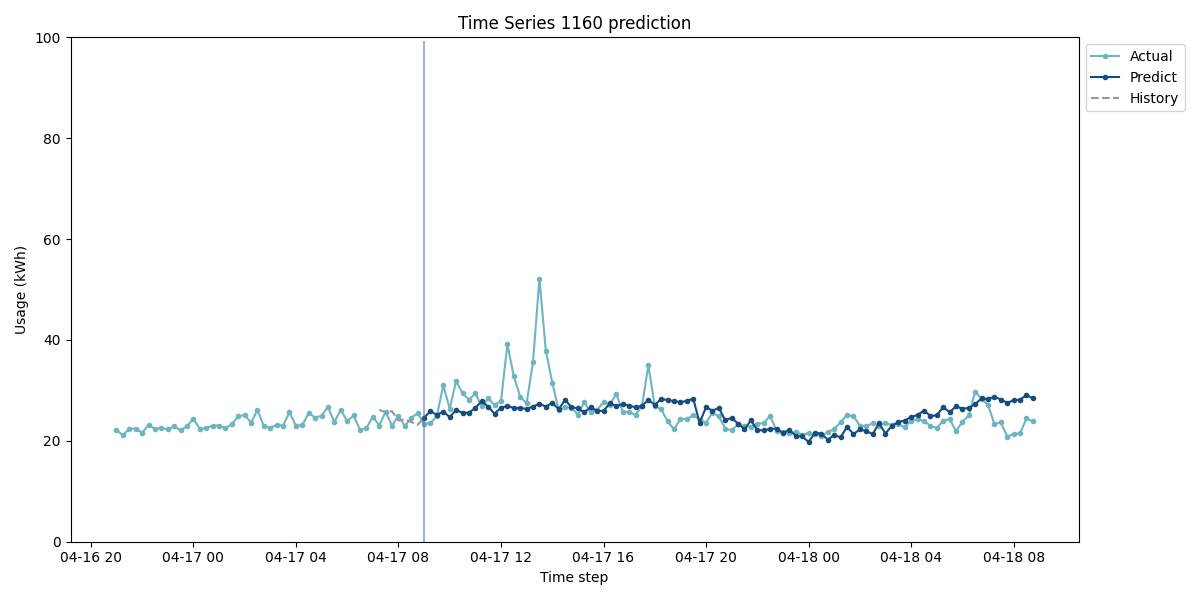 Time Series 1160 prediction
100
80
60
40
20
0
Usage (kWh)
04-16 20 04-17 00 04-17 04 04-17 08 04-17 12 04-17 16 04-17 20 04-18 00 04-18 04 04-18 08
Time step
Actual
Predict
History